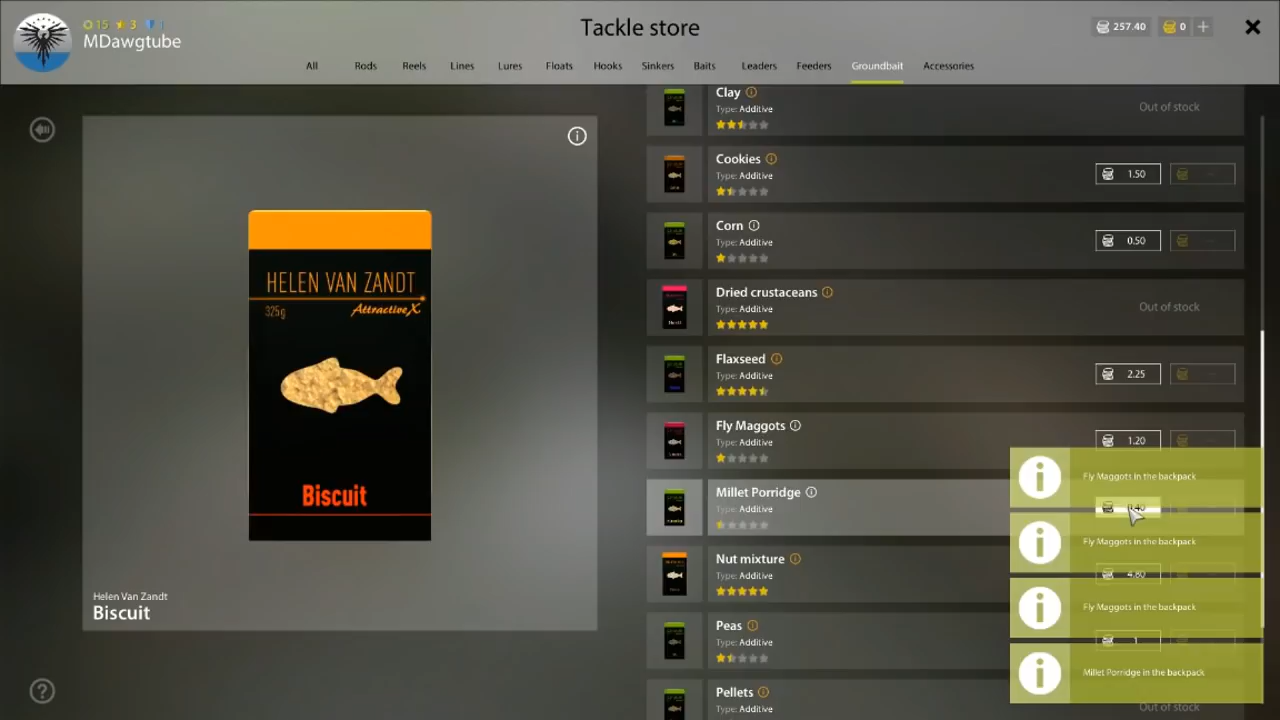 15 3 1
MDawgtube
Tackle store
257.40
0 +
All Rods Reels Lines Lures Floats Hooks Sinkers Baits Leaders Feeders Groundbait Accessories
HELEN VAN ZANDT
325g AttractiveX
Biscuit
Helen Van Zandt
Biscuit
?
Clay
Type: Additive
Out of stock
Cookies
Type: Additive
1.50
Corn
Type: Additive
0.50
Dried crustaceans
Type: Additive
Out of stock
Flaxseed
Type: Additive
2.25
Fly Maggots
Type: Additive
1.20
Millet Porridge
Type: Additive
Nut mixture
Type: Additive
4.80
Peas
Type: Additive
1
Pellets
Out of stock
Fly Maggots in the backpack
Fly Maggots in the backpack
Fly Maggots in the backpack
Millet Porridge in the backpack